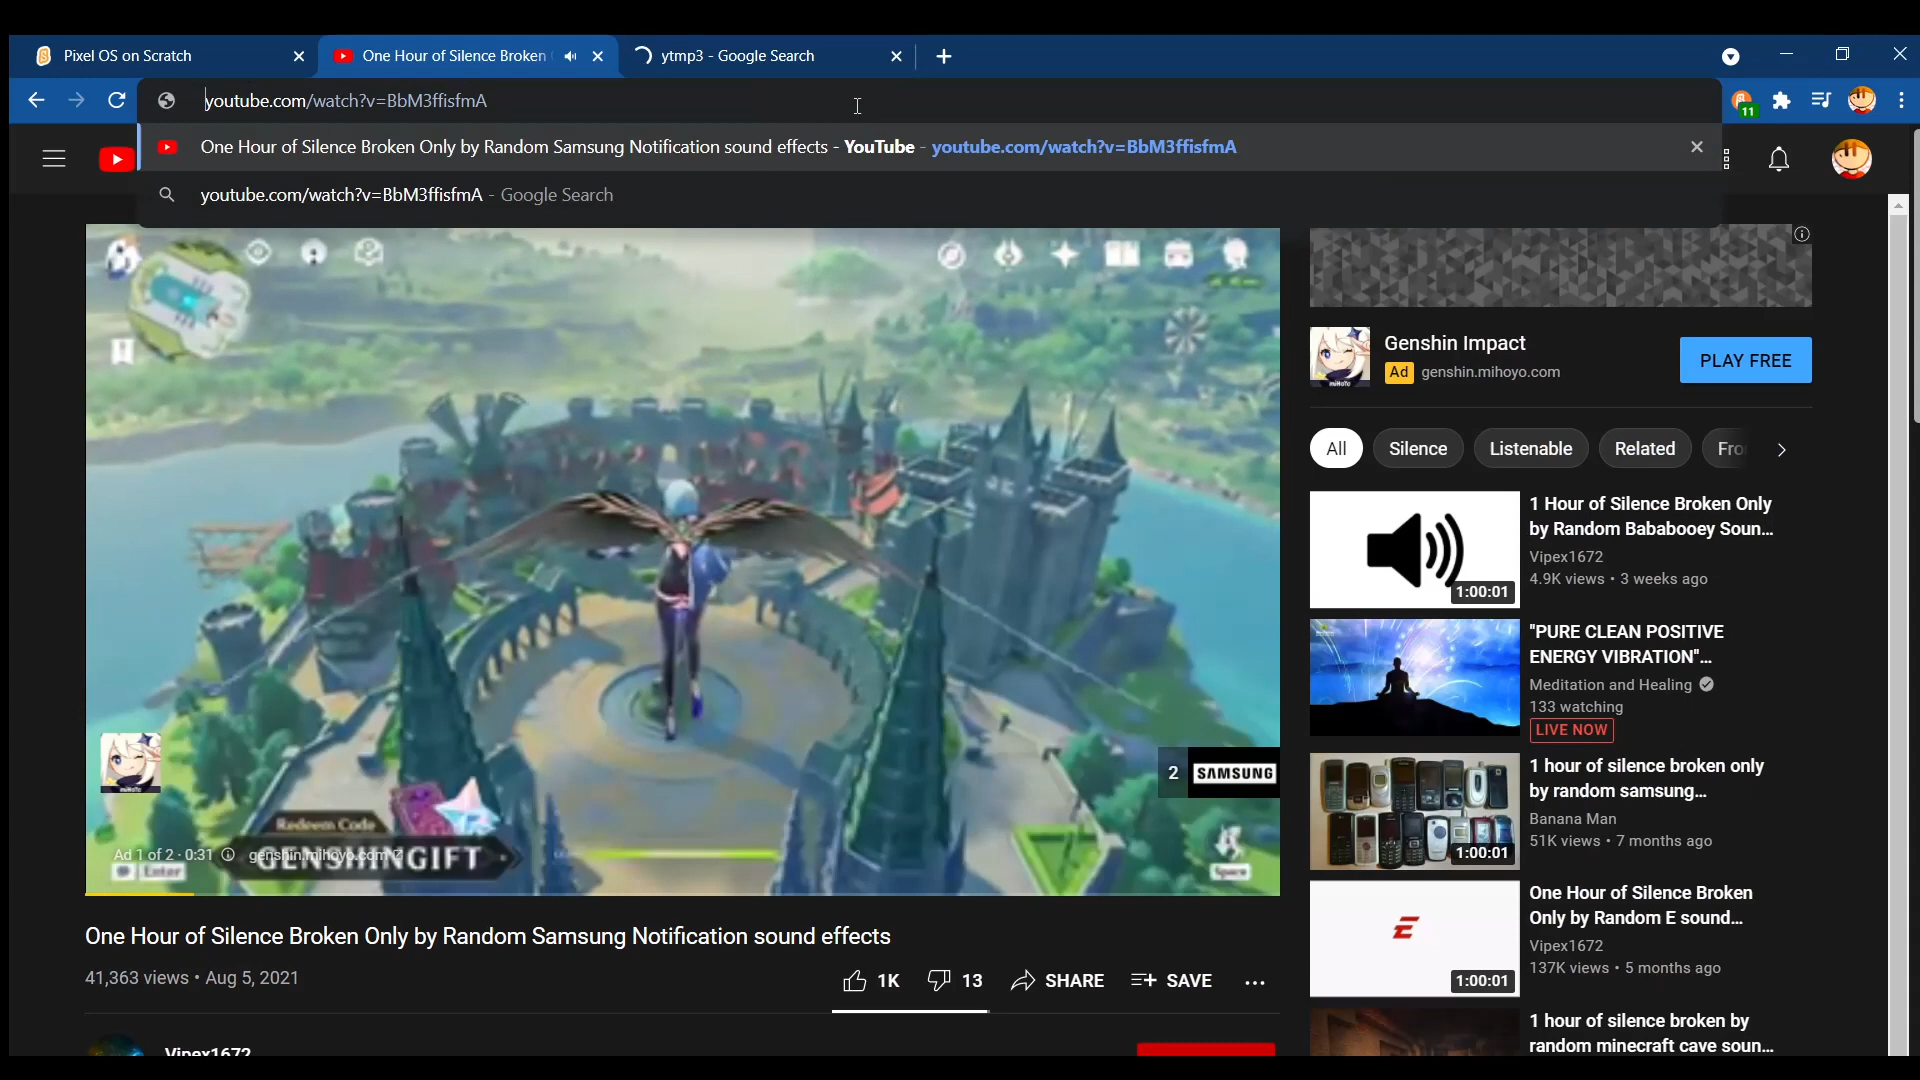 Pixel OS on Scratch
One Hour of Silence Broken
ytmp3 - Google Search
youtube.com/watch?v=BbM3ffisfmA
11
One Hour of Silence Broken Only by Random Samsung Notification sound effects - YouTube - youtube.com/watch?v=BbM3ffisfmA
youtube.com/watch?v=BbM3ffisfmA - Google Search
Genshin Impact
Ad genshin.mihoyo.com
PLAY FREE
All
Silence
Listenable
Related
Fro
1 Hour of Silence Broken Only
by Random Bababooey Soun...
Vipex1672
4.9K views • 3 weeks ago
1:00:01
"PURE CLEAN POSITIVE
ENERGY VIBRATION"...
Meditation and Healing
133 watching
LIVE NOW
1 hour of silence broken only
by random samsung...
Banana Man
51K views • 7 months ago
1:00:01
One Hour of Silence Broken
Only by Random E sound...
Vipex1672
137K views • 5 months ago
1:00:01
1 hour of silence broken by
random minecraft cave soun...
2 SAMSUNG
Redeem Code
GENSHINGIFT
Ad 1 of 2 · 0:31 genshin.mihoyo.com
Enter
Space
One Hour of Silence Broken Only by Random Samsung Notification sound effects
41,363 views • Aug 5, 2021
1K
13
SHARE
SAVE
Vipex1672